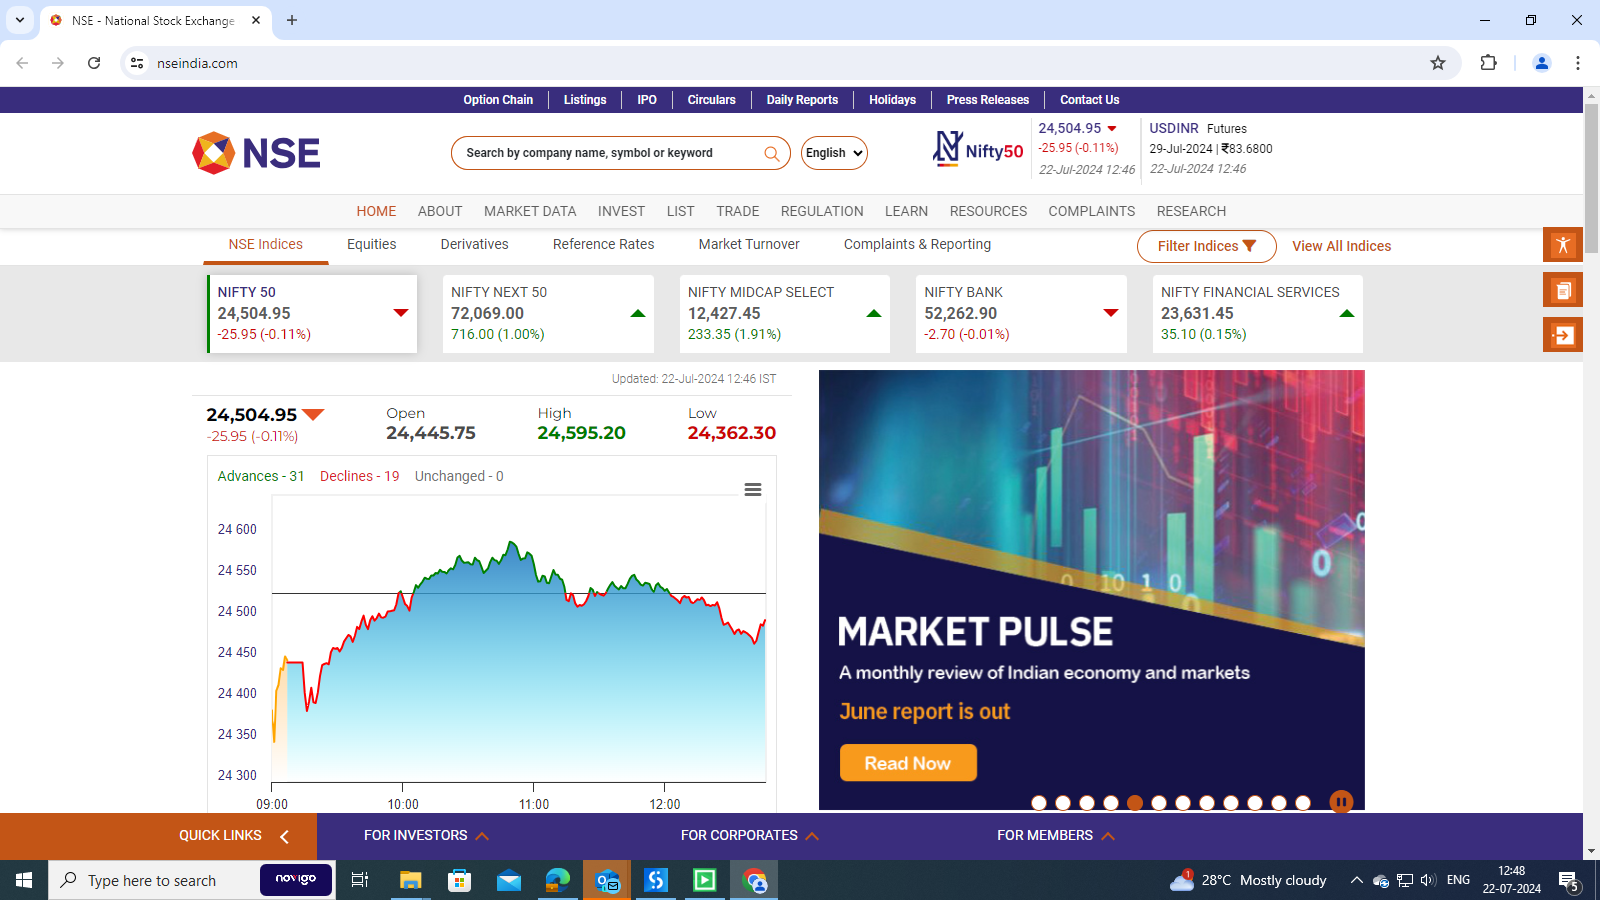 NSE - National Stock Exchange
nseindia.com
Option Chain Listings IPO Circulars Daily Reports Holidays Press Releases Contact Us
NSE
Search by company name, symbol or keyword
English
Nifty50
24,504.95
-25.95 (-0.11%)
22-Jul-2024 12:46
USDINR Futures
29-Jul-2024 | ₹83.6800
22-Jul-2024 12:46
HOME ABOUT MARKET DATA INVEST LIST TRADE REGULATION LEARN RESOURCES COMPLAINTS RESEARCH
NSE Indices Equities Derivatives Reference Rates Market Turnover Complaints & Reporting
Filter Indices View All Indices
NIFTY 50
24,504.95
-25.95 (-0.11%)
NIFTY NEXT 50
72,069.00
716.00 (1.00%)
NIFTY MIDCAP SELECT
12,427.45
233.35 (1.91%)
NIFTY BANK
52,262.90
-2.70 (-0.01%)
NIFTY FINANCIAL SERVICES
23,631.45
35.10 (0.15%)
Updated: 22-Jul-2024 12:46 IST
24,504.95
-25.95 (-0.11%)
Open
24,445.75
High
24,595.20
Low
24,362.30
Advances - 31 Declines - 19 Unchanged - 0
24 600
24 550
24 500
24 450
24 400
24 350
24 300
09:00 10:00 11:00 12:00
0 10 1 0
0
0
MARKET PULSE
A monthly review of Indian economy and markets
June report is out
Read Now
QUICK LINKS FOR INVESTORS FOR CORPORATES FOR MEMBERS
Type here to search
novigo
1
28°C Mostly cloudy
ENG
12:48
22-07-2024
5